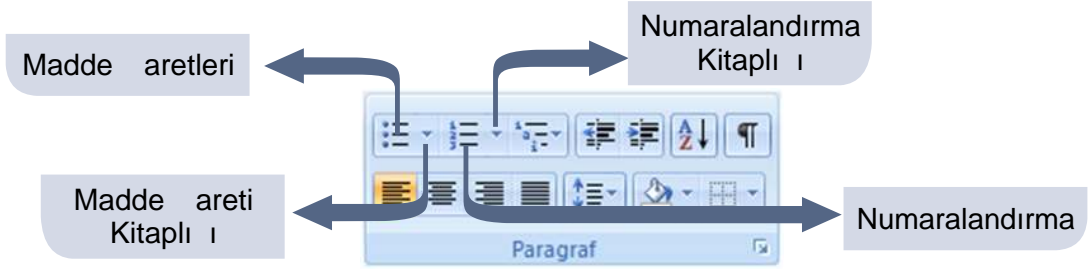 Numaralandırma
Kitaplı ı
Madde aretleri
Madde areti
Kitaplı ı
Numaralandırma
Paragraf